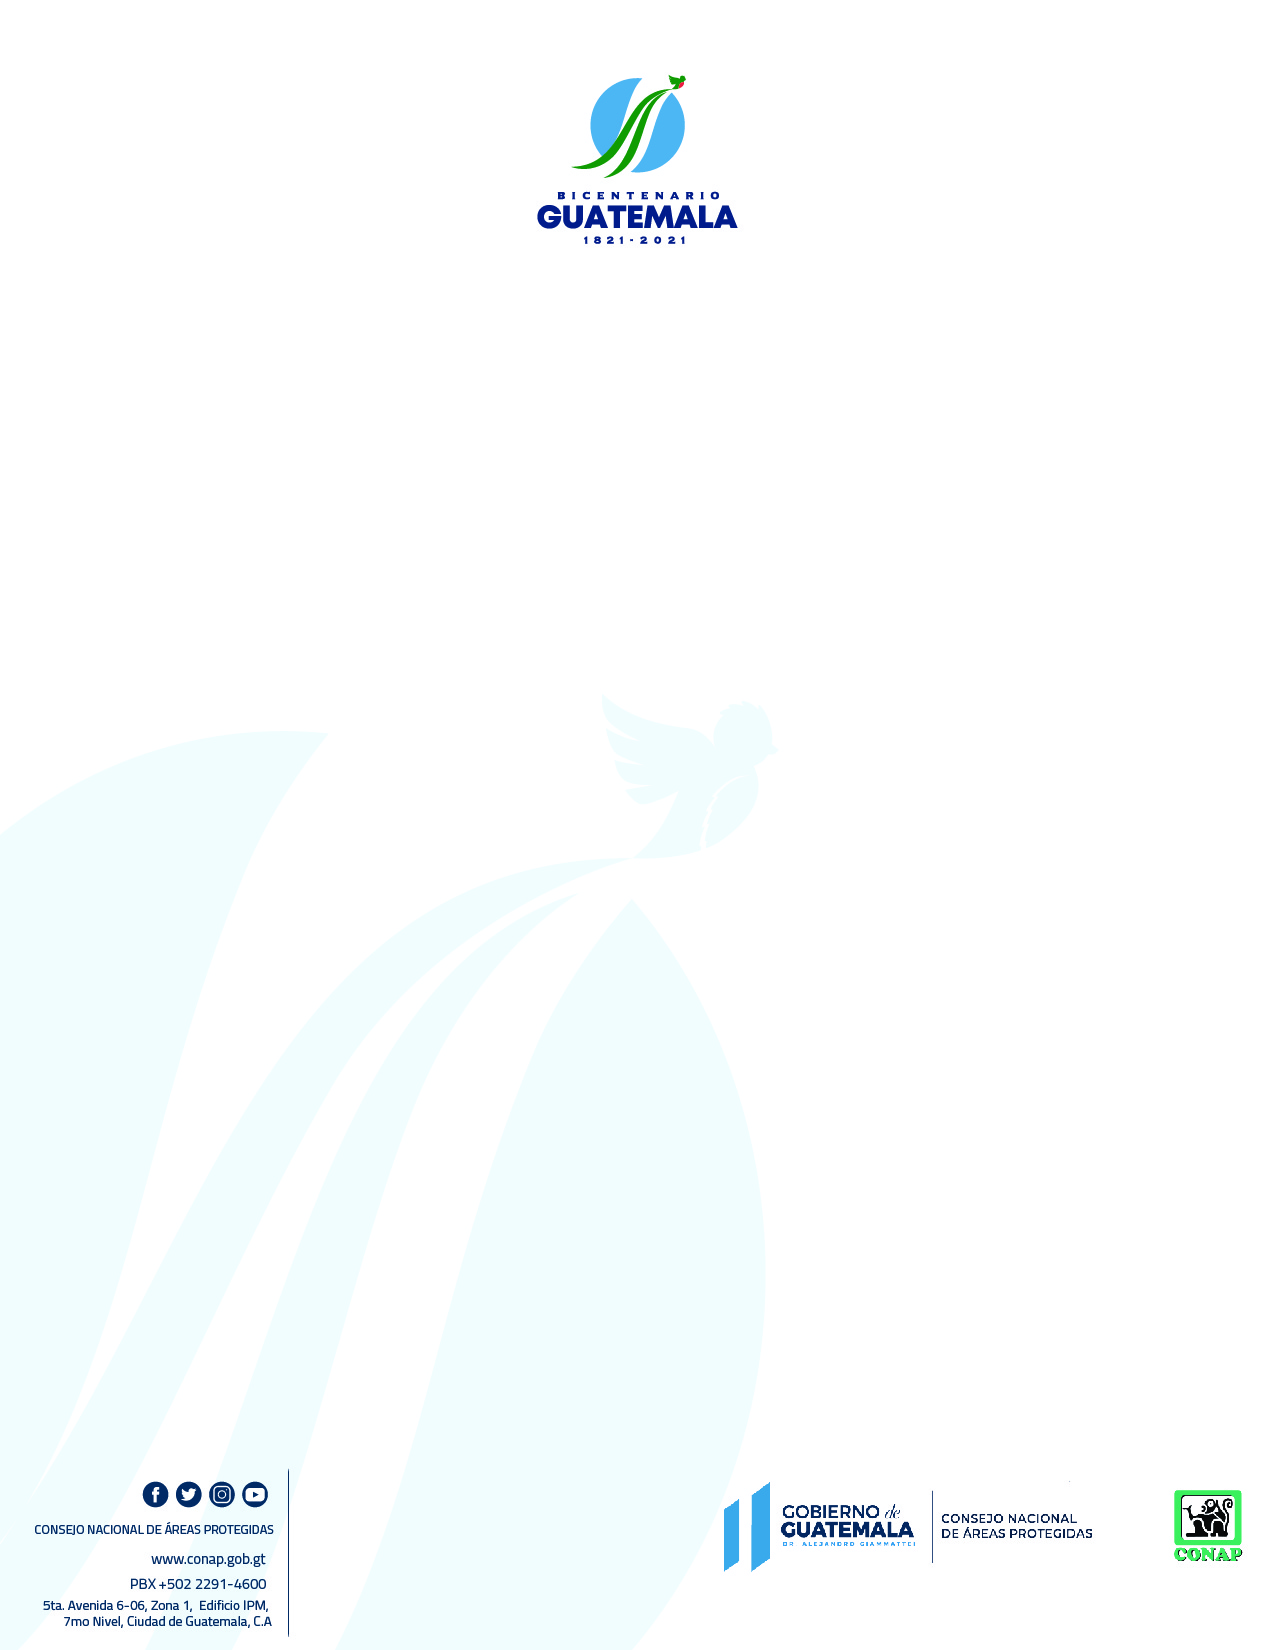 BICENTENARIO
GUATEMALA
1821-2021
CONSEJO NACIONAL DE ÁREAS PROTEGIDAS
www.conap.gob.gt
PBX +502 2291-4600
5ta. Avenida 6-06, Zona 1, Edificio IPM,
7mo Nivel, Ciudad de Guatemala, C.A
GOBIERNO de
GUATEMALA
DR. ALEJANDRO GIAMMATTEI
CONSEJO NACIONAL
DE ÁREAS PROTEGIDAS
CONAP